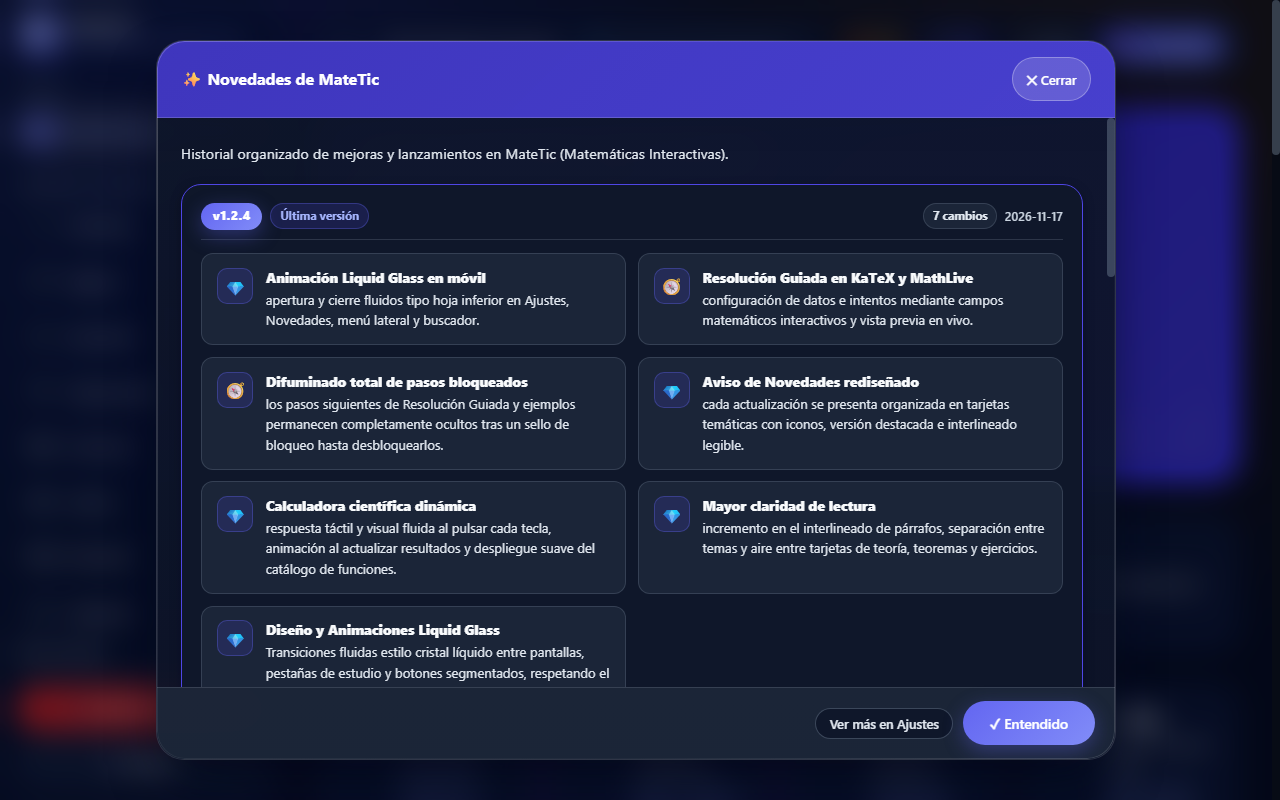 ✨ Novedades de MateTic
✕ Cerrar
Historial organizado de mejoras y lanzamientos en MateTic (Matemáticas Interactivas).
v1.2.4
Última versión
7 cambios
2026-11-17
Animación Liquid Glass en móvil
apertura y cierre fluidos tipo hoja inferior en Ajustes,
Novedades, menú lateral y buscador.
Resolución Guiada en KaTeX y MathLive
configuración de datos e intentos mediante campos
matemáticos interactivos y vista previa en vivo.
Difuminado total de pasos bloqueados
los pasos siguientes de Resolución Guiada y ejemplos
permanecen completamente ocultos tras un sello de
bloqueo hasta desbloquearlos.
Aviso de Novedades rediseñado
cada actualización se presenta organizada en tarjetas
temáticas con iconos, versión destacada e interlineado
legible.
Calculadora científica dinámica
respuesta táctil y visual fluida al pulsar cada tecla,
animación al actualizar resultados y despliegue suave del
catálogo de funciones.
Mayor claridad de lectura
incremento en el interlineado de párrafos, separación entre
temas y aire entre tarjetas de teoría, teoremas y ejercicios.
Diseño y Animaciones Liquid Glass
Transiciones fluidas estilo cristal líquido entre pantallas,
pestañas de estudio y botones segmentados, respetando el
Ver más en Ajustes
✓ Entendido